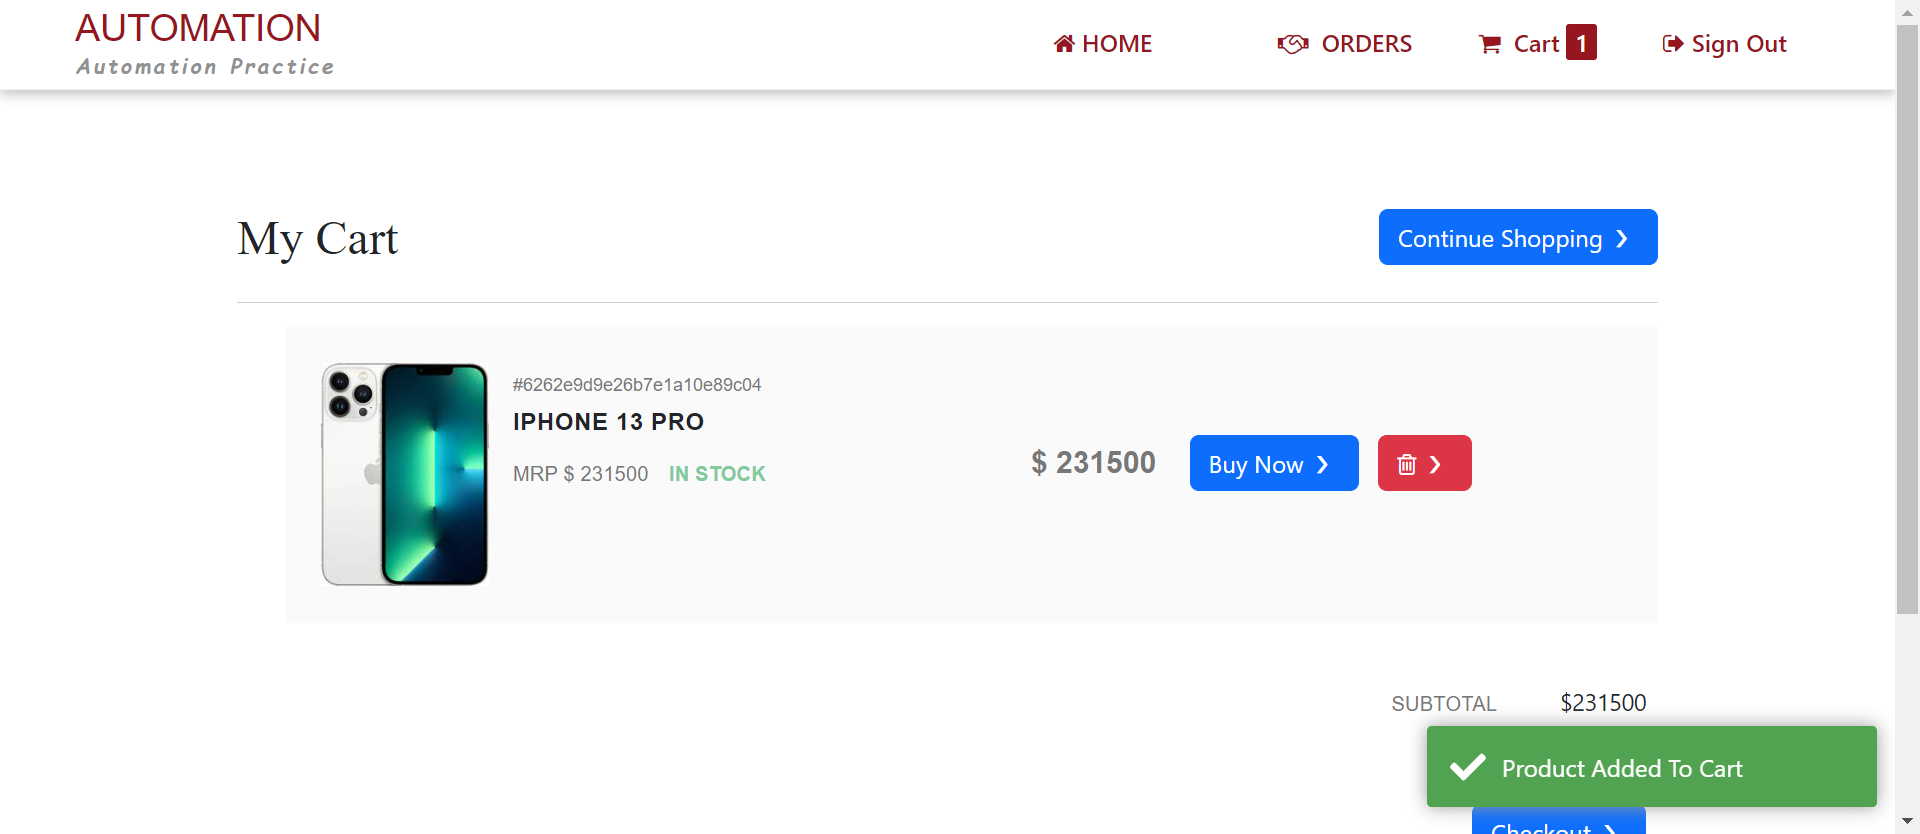 AUTOMATION
Automation Practice
HOME
ORDERS
Cart 1
Sign Out
My Cart
Continue Shopping ❯
#6262e9d9e26b7e1a10e89c04
IPHONE 13 PRO
MRP $ 231500 IN STOCK
$ 231500
Buy Now ❯
❯
SUBTOTAL $231500
Product Added To Cart
Checkout ❯